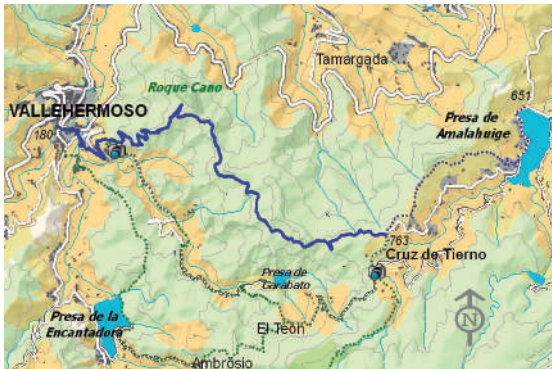 Tamargada
Roque Cano
651
VALLEHERMOSO
Presa de
Amalahuige
180
763
Cruz de Tierno
Presa de
Garabato
Presa de la
Encantadora
El Teón
N
Ambrosio